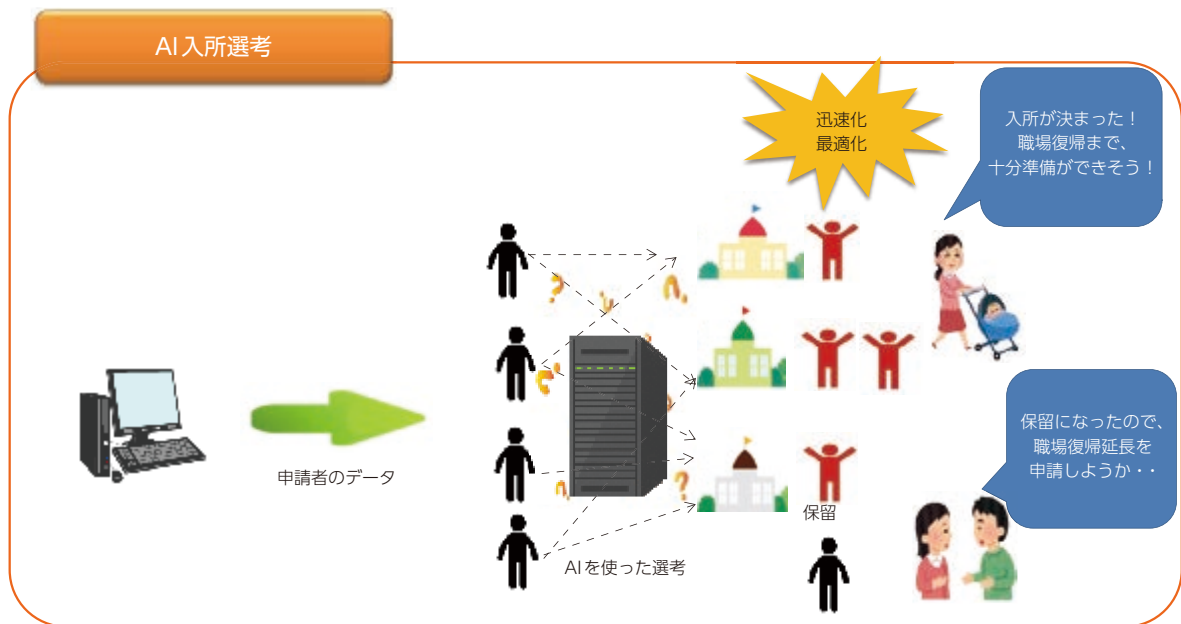 AI入所選考
迅速化
最適化
入所が決まった！
職場復帰まで、
十分準備ができそう！
申請者のデータ
AIを使った選考
保留
保留になったので、
職場復帰延長を
申請しようか・・